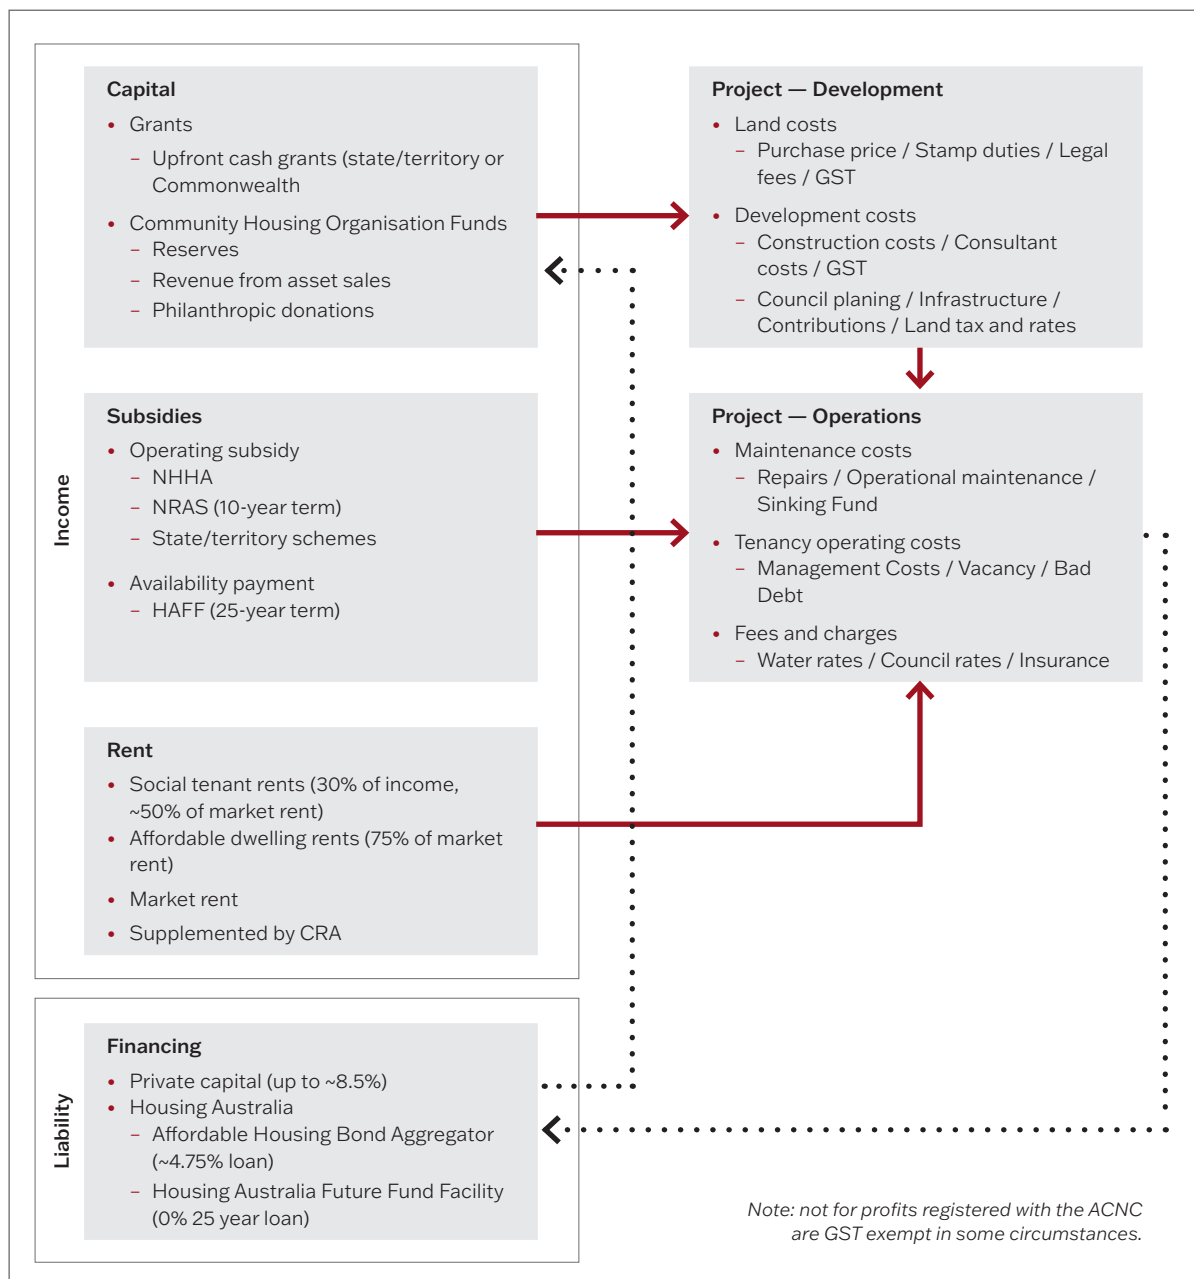 Income
Capital
• Grants
– Upfront cash grants (state/territory or
Commonwealth
• Community Housing Organisation Funds
– Reserves
– Revenue from asset sales
– Philanthropic donations
Subsidies
• Operating subsidy
– NHHA
– NRAS (10-year term)
– State/territory schemes
• Availability payment
– HAFF (25-year term)
Rent
• Social tenant rents (30% of income,
~50% of market rent)
• Affordable dwelling rents (75% of market
rent)
• Market rent
• Supplemented by CRA
Liability
Financing
• Private capital (up to ~8.5%)
• Housing Australia
– Affordable Housing Bond Aggregator
(~4.75% loan)
– Housing Australia Future Fund Facility
(0% 25 year loan)
Project — Development
• Land costs
– Purchase price / Stamp duties / Legal
fees / GST
• Development costs
– Construction costs / Consultant
costs / GST
– Council planing / Infrastructure /
Contributions / Land tax and rates
Project — Operations
• Maintenance costs
– Repairs / Operational maintenance /
Sinking Fund
• Tenancy operating costs
– Management Costs / Vacancy / Bad
Debt
• Fees and charges
– Water rates / Council rates / Insurance
Note: not for profits registered with the ACNC
are GST exempt in some circumstances.